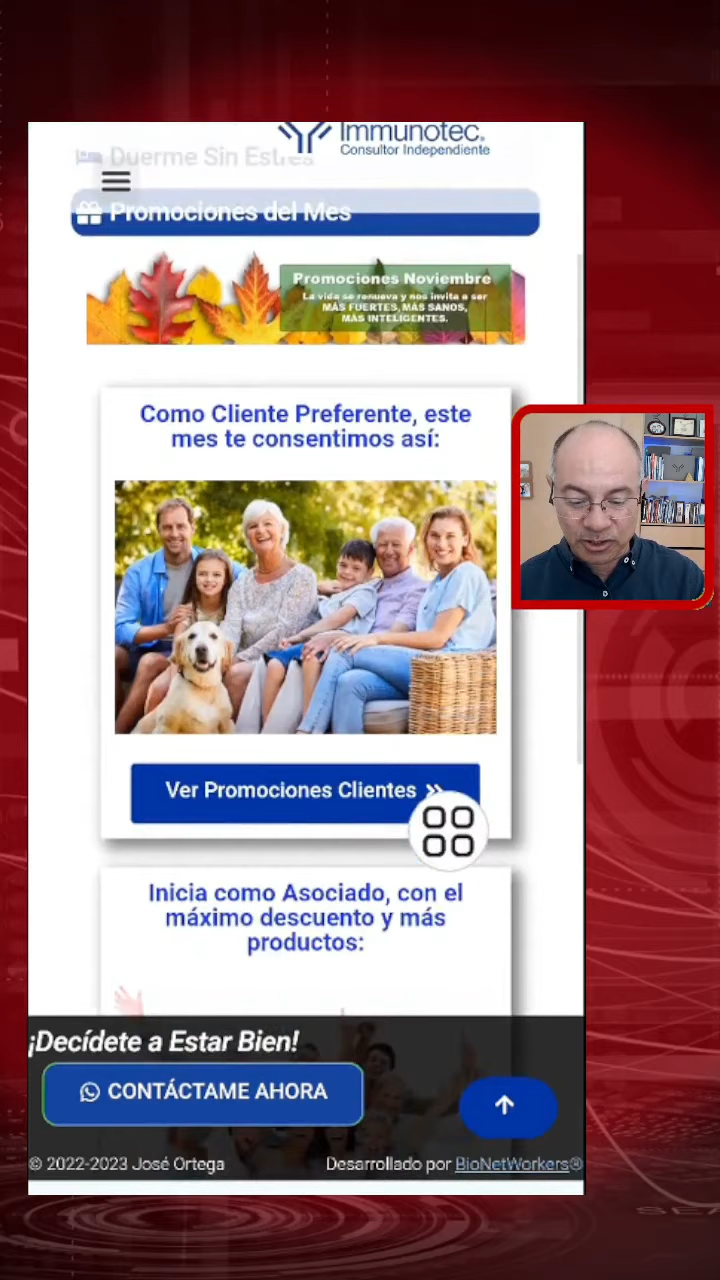 Immunotec®
Consultor Independiente
Duerme Sin Estrés
Promociones del Mes
Promociones Noviembre
La vida se renueva y nos invita a ser
MÁS FUERTES, MÁS SANOS,
MÁS INTELIGENTES.
Como Cliente Preferente, este
mes te consentimos así:
Ver Promociones Clientes »
Inicia como Asociado, con el
máximo descuento y más
productos:
¡Decídete a Estar Bien!
CONTÁCTAME AHORA
© 2022-2023 José Ortega
Desarrollado por BioNetWorkers®